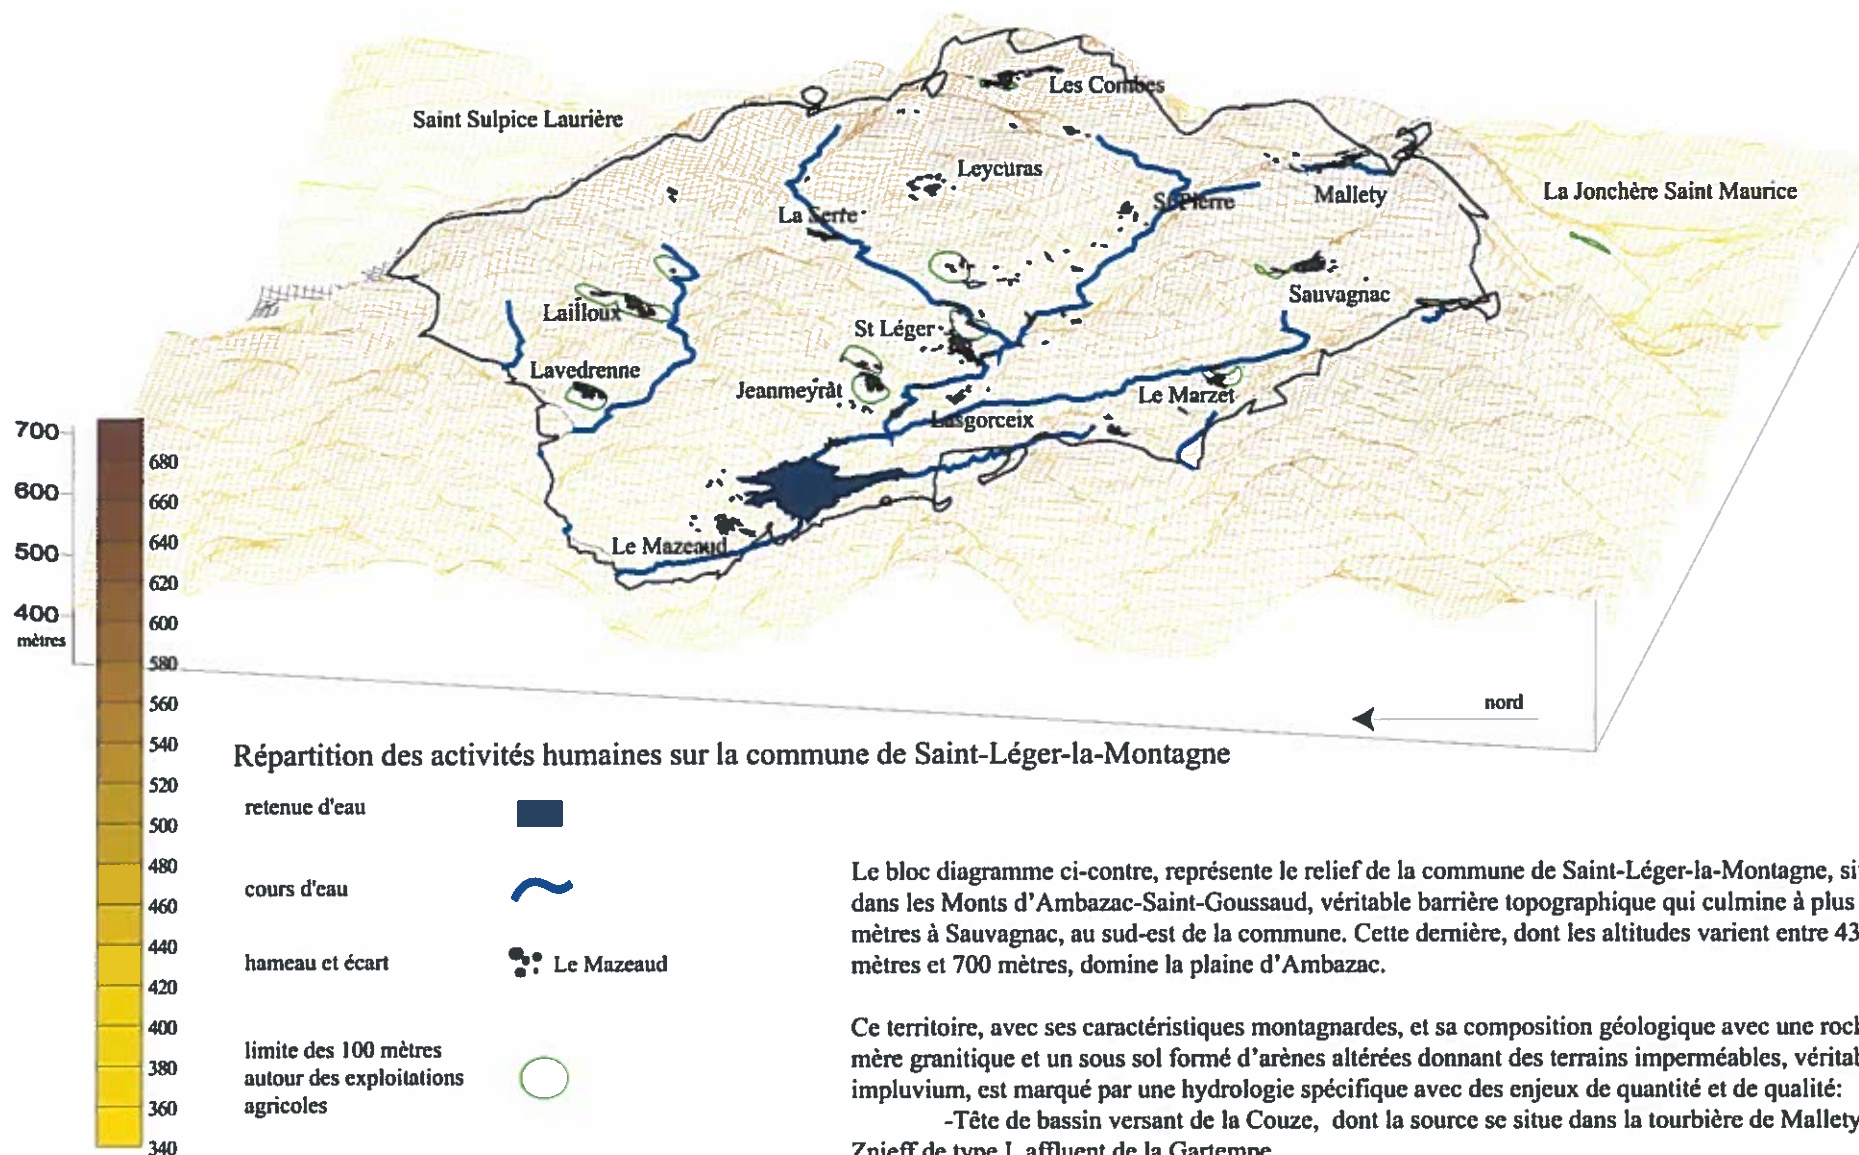 Les Combes
Saint Sulpice Laurière
Leycuras
La Jonchère Saint Maurice
Mallety
St Pierre
La Serre
Sauvagnac
Lailloux
St Léger
Lavedrenne
Jeanmeyrat
Le Marzet
Lasgorceix
Le Mazeaud
700
600
500
400
mètres
680
660
640
620
600
580
560
540
520
500
480
460
440
420
400
380
360
340
nord
Répartition des activités humaines sur la commune de Saint-Léger-la-Montagne
retenue d'eau
cours d'eau
hameau et écart
Le Mazeaud
limite des 100 mètres
autour des exploitations
agricoles
Le bloc diagramme ci-contre, représente le relief de la commune de Saint-Léger-la-Montagne,
dans les Monts d'Ambazac-Saint-Goussaud, véritable barrière topographique qui culmine à plus
mètres à Sauvagnac, au sud-est de la commune. Cette dernière, dont les altitudes varient entre 43
mètres et 700 mètres, domine la plaine d'Ambazac.
Ce territoire, avec ses caractéristiques montagnardes, et sa composition géologique avec une
mère granitique et un sous sol formé d'arènes altérées donnant des terrains imperméables,
impluvium, est marqué par une hydrologie spécifique avec des enjeux de quantité et de qualité:
-Tête de bassin versant de la Couze, dont la source se situe dans la tourbière de Mallety
Znieff de type I, affluent de la Gartempe